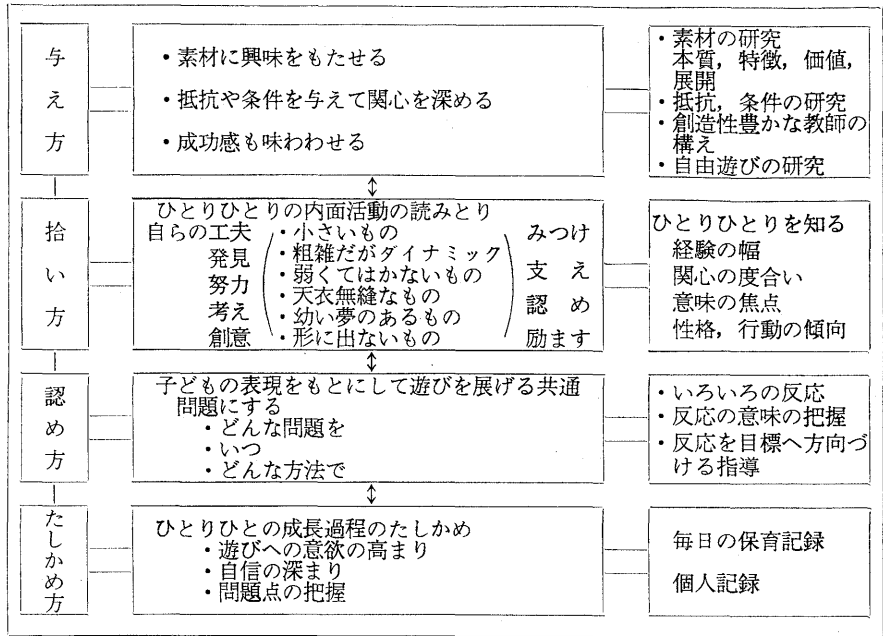 与え方
・素材に興味をもたせる
・抵抗や条件を与えて関心を深める
・成功感も味わわせる
・素材の研究
本質，特徴，価値，
展開
・抵抗，条件の研究
・創造性豊かな教師の
構え
・自由遊びの研究
↕
拾い方
ひとりひとりの内面活動の読みとり
自らの工夫
発見
努力
考え
創意
・小さいもの
・粗雑だがダイナミック
・弱くてはかないもの
・天衣無縫なもの
・幼い夢のあるもの
・形に出ないもの
みつけ
支え
認め
励ます
ひとりひとりを知る
経験の幅
関心の度合い
意味の焦点
性格，行動の傾向
↕
認め方
子どもの表現をもとにして遊びを展げる共通
問題にする
・どんな問題を
・いつ
・どんな方法で
・いろいろの反応
・反応の意味の把握
・反応を目標へ方向づ
ける指導
↕
たしかめ方
ひとりひとの成長過程のたしかめ
・遊びへの意欲の高まり
・自信の深まり
・問題点の把握
毎日の保育記録
個人記録